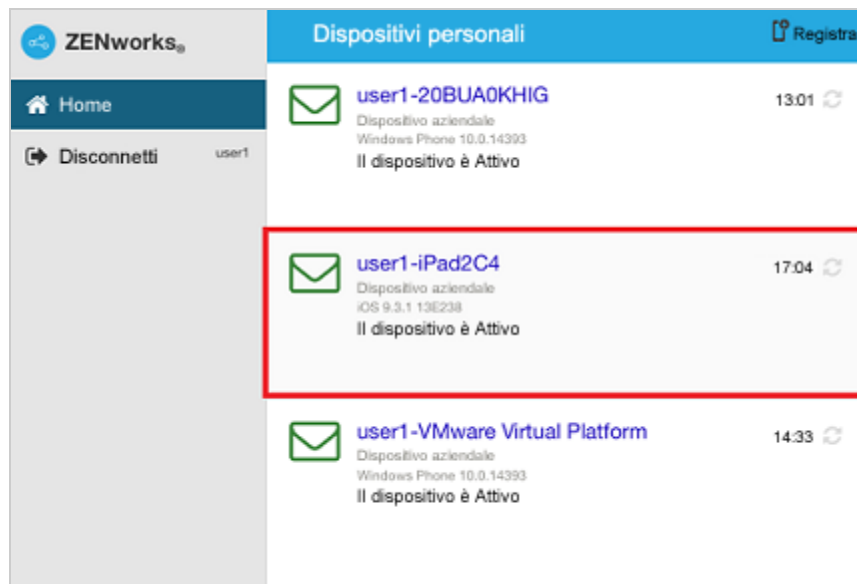 ZENworks®
Home
Disconnetti user1
Dispositivi personali
Registra
user1-20BUA0KHIG 13:01
Dispositivo aziendale
Windows Phone 10.0.14393
Il dispositivo è Attivo
user1-iPad2C4 17:04
Dispositivo aziendale
iOS 9.3.1 13E238
Il dispositivo è Attivo
user1-VMware Virtual Platform 14:33
Dispositivo aziendale
Windows Phone 10.0.14393
Il dispositivo è Attivo